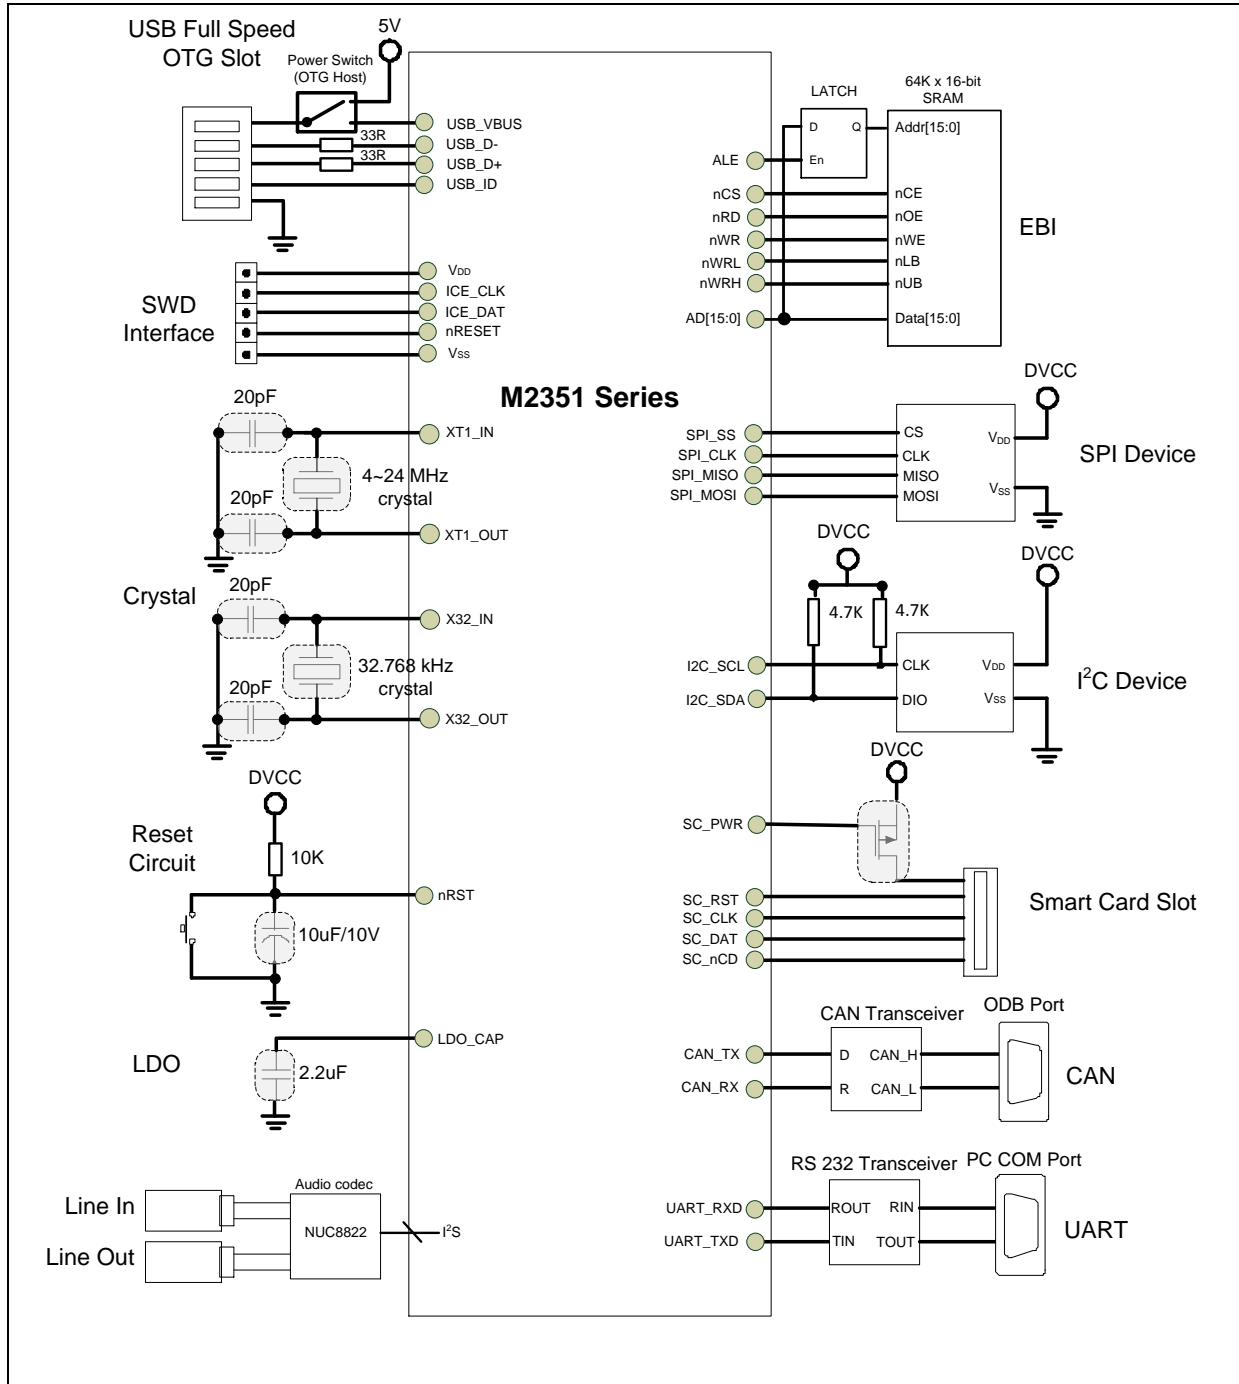 USB Full Speed
OTG Slot
5V
Power Switch
(OTG Host)
33R
33R
USB_VBUS
USB_D-
USB_D+
USB_ID
SWD
Interface
VDD
ICE_CLK
ICE_DAT
nRESET
Vss
M2351 Series
20pF
XT1_IN
4~24 MHz
crystal
20pF
XT1_OUT
Crystal
20pF
X32_IN
32.768 kHz
crystal
20pF
X32_OUT
DVCC
Reset
Circuit
10K
nRST
10uF/10V
LDO
LDO_CAP
2.2uF
Line In
Line Out
Audio codec
NUC8822
I²S
LATCH
D
Q
En
64K x 16-bit
SRAM
Addr[15:0]
nCE
nOE
nWE
nLB
nUB
Data[15:0]
ALE
nCS
nRD
nWR
nWRL
nWRH
AD[15:0]
EBI
DVCC
SPI_SS
SPI_CLK
SPI_MISO
SPI_MOSI
CS
CLK
MISO
MOSI
VDD
VSS
SPI Device
DVCC
4.7K
4.7K
DVCC
I2C_SCL
I2C_SDA
CLK
DIO
VDD
Vss
I²C Device
DVCC
SC_PWR
SC_RST
SC_CLK
SC_DAT
SC_nCD
Smart Card Slot
CAN Transceiver
ODB Port
CAN_TX
CAN_RX
D
R
CAN_H
CAN_L
CAN
RS 232 Transceiver
PC COM Port
UART_RXD
UART_TXD
ROUT
TIN
RIN
TOUT
UART